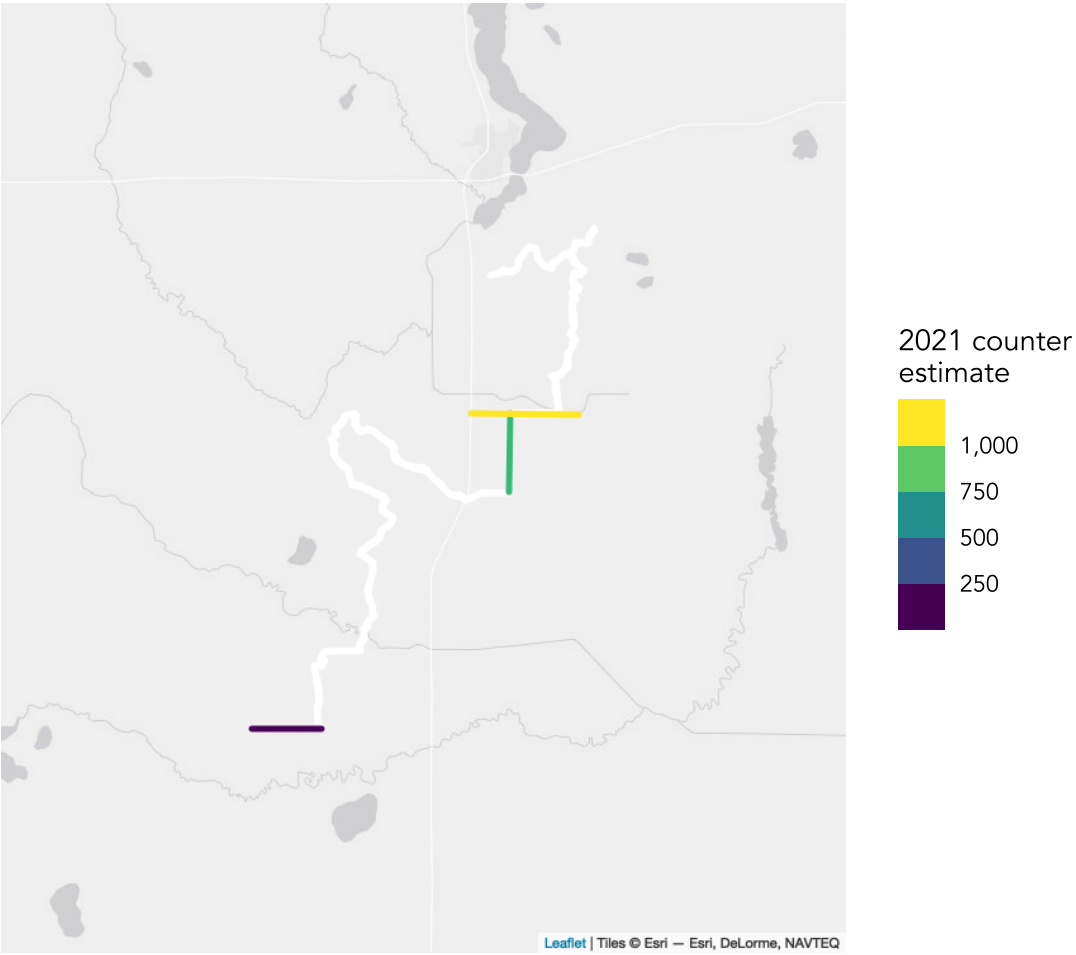 2021 counter
estimate
1,000
750
500
250
Leaflet | Tiles © Esri — Esri, DeLorme, NAVTEQ